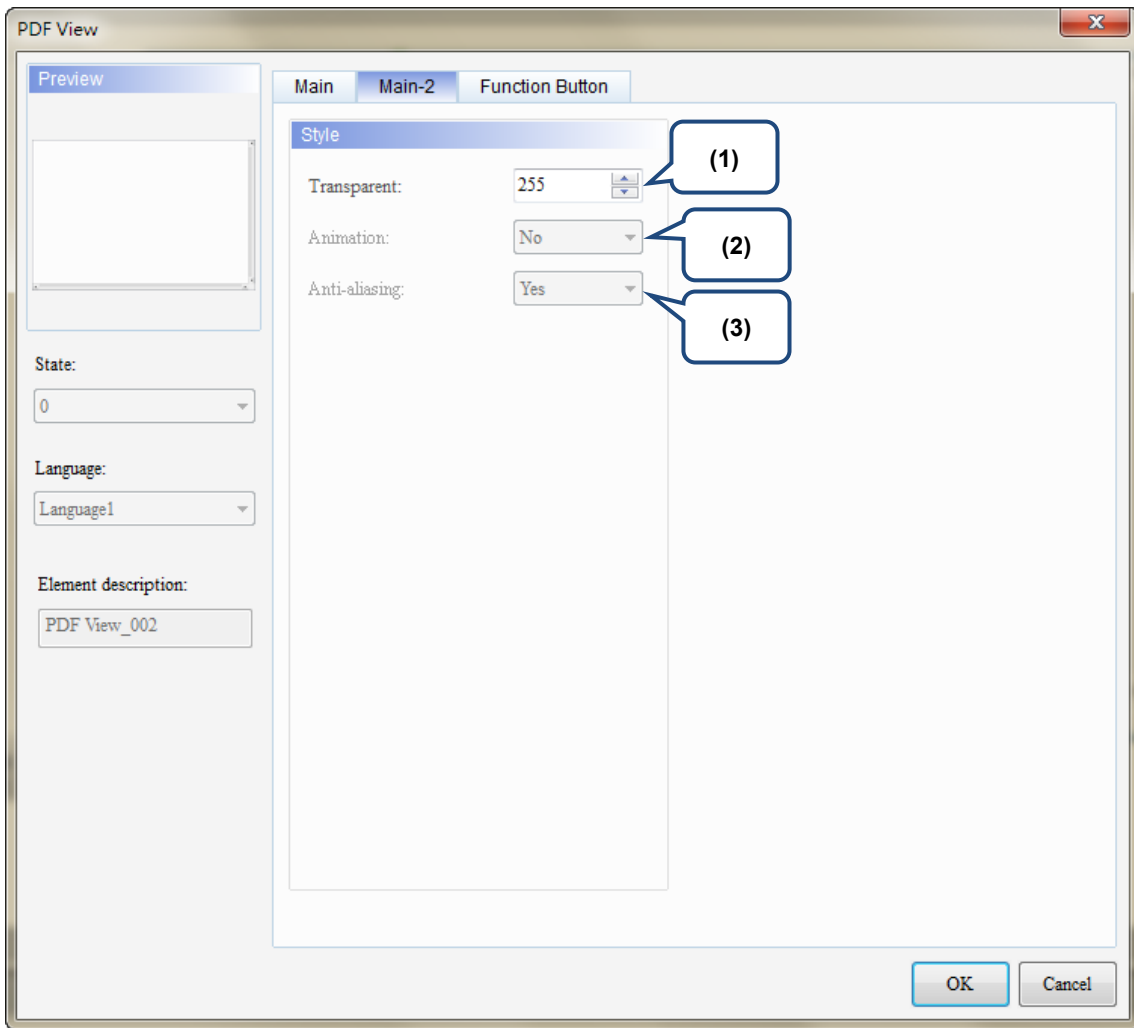 PDF View
X
Preview
State:
0
Language:
Language1
Element description:
PDF View_002
Main Main-2 Function Button
Style
Transparent: 255
(1)
Animation: No
(2)
Anti-aliasing: Yes
(3)
OK Cancel